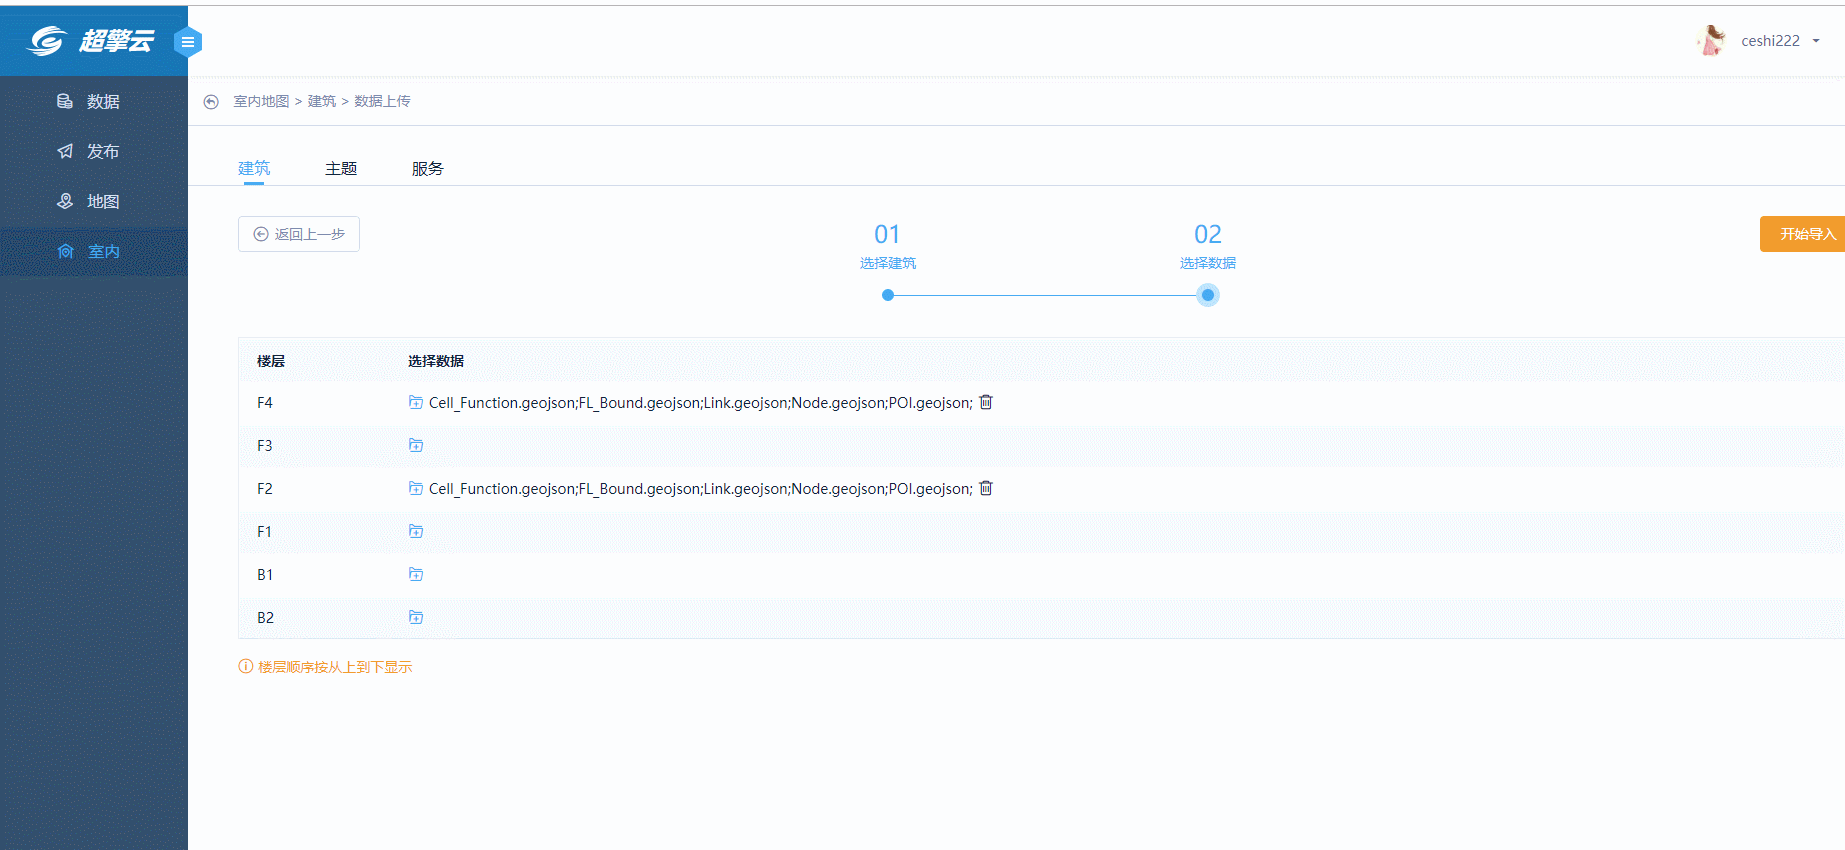 超擎云
ceshi222
数据
发布
地图
室内
室内地图 > 建筑 > 数据上传
建筑 主题 服务
返回上一步
01
选择建筑
02
选择数据
开始导入
楼层 选择数据
F4 Cell_Function.geojson;FL_Bound.geojson;Link.geojson;Node.geojson;POI.geojson;
F3
F2 Cell_Function.geojson;FL_Bound.geojson;Link.geojson;Node.geojson;POI.geojson;
F1
B1
B2
楼层顺序按从上到下显示